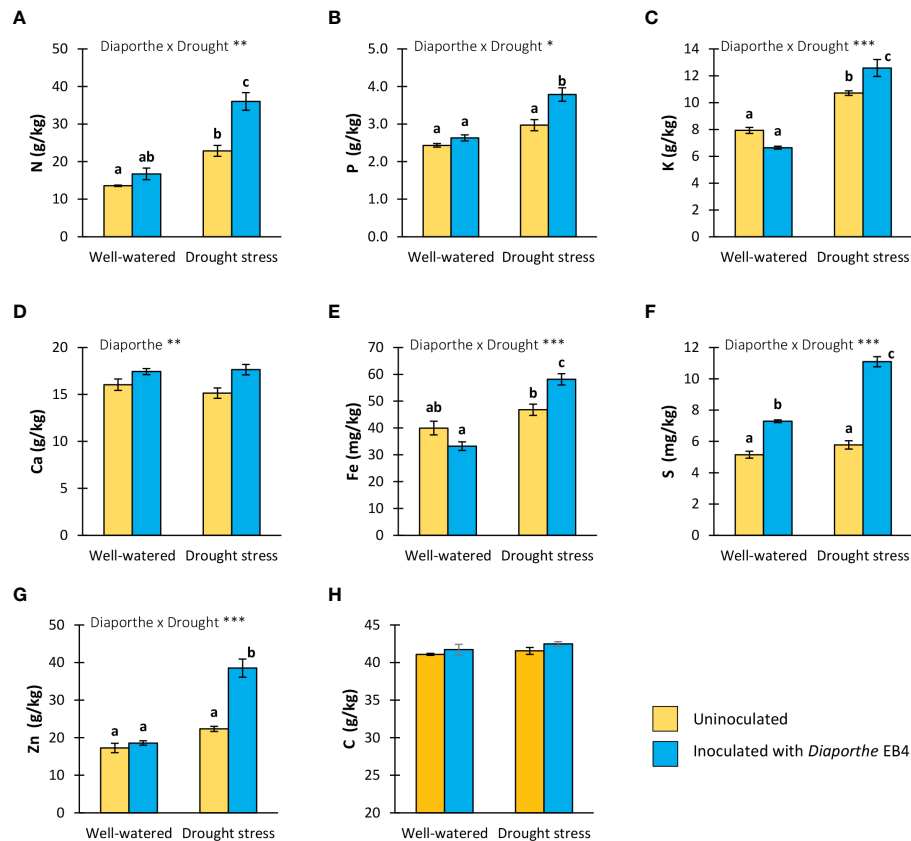 A
Diaporthe x Drought **
N (g/kg)
50
40
30
20
10
0
a
ab
b
c
Well-watered
Drought stress
B
Diaporthe x Drought *
P (g/kg)
5.0
4.0
3.0
2.0
1.0
0.0
a
a
a
b
Well-watered
Drought stress
C
Diaporthe x Drought ***
K (g/kg)
14
12
10
8
6
4
2
0
a
a
b
c
Well-watered
Drought stress
D
Diaporthe **
Ca (g/kg)
20
15
10
5
0
Well-watered
Drought stress
E
Diaporthe x Drought ***
Fe (mg/kg)
70
60
50
40
30
20
10
0
ab
a
b
c
Well-watered
Drought stress
F
Diaporthe x Drought ***
S (mg/kg)
12
10
8
6
4
2
0
a
b
a
c
Well-watered
Drought stress
G
Diaporthe x Drought ***
Zn (g/kg)
50
40
30
20
10
0
a
a
a
b
Well-watered
Drought stress
H
C (g/kg)
45
40
35
30
25
20
Well-watered
Drought stress
Uninoculated
Inoculated with Diaporthe EB4